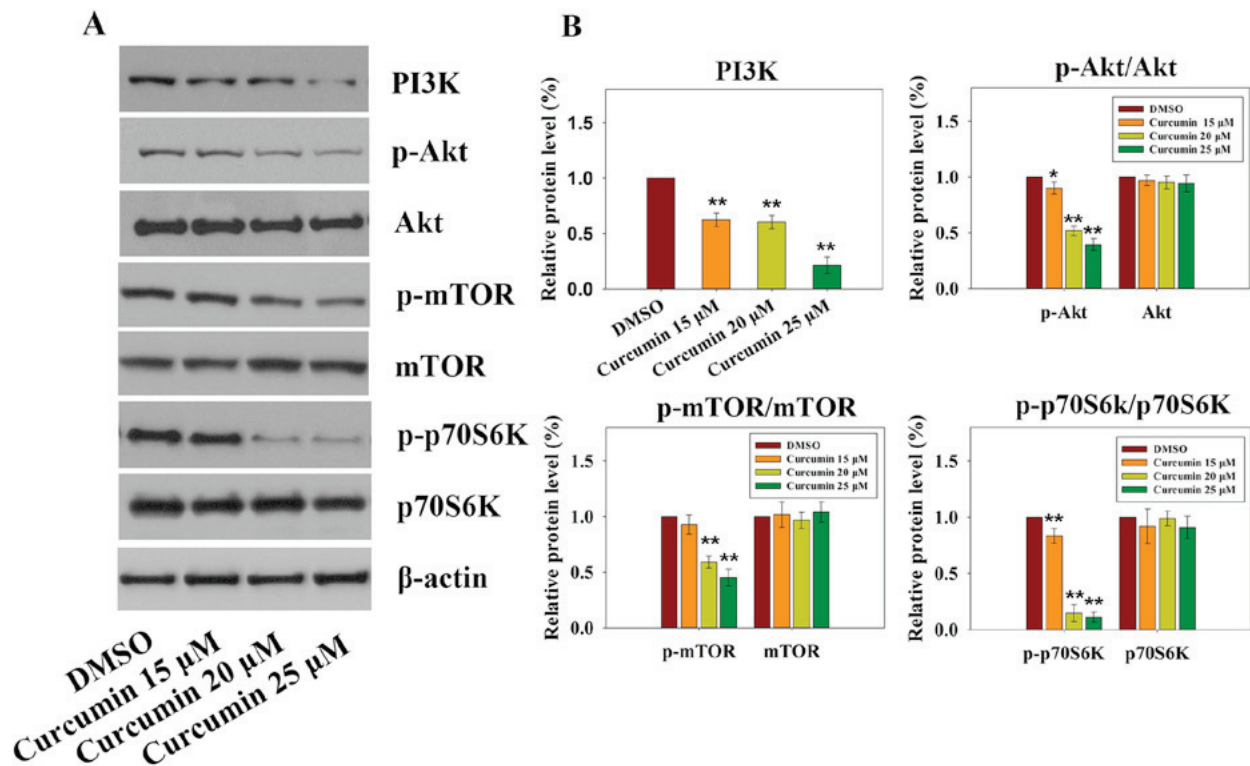 A
PI3K
p-Akt
Akt
p-mTOR
mTOR
p-p70S6K
p70S6K
β-actin
DMSO
Curcumin 15 µM
Curcumin 20 µM
Curcumin 25 µM
B
PI3K
Relative protein level (%)
1.5
1.0
0.5
0.0
**
**
**
DMSO
Curcumin 15 µM
Curcumin 20 µM
Curcumin 25 µM
p-Akt/Akt
Relative protein level (%)
1.5
1.0
0.5
0.0
DMSO
Curcumin 15 µM
Curcumin 20 µM
Curcumin 25 µM
*
**
**
p-Akt
Akt
p-mTOR/mTOR
Relative protein level (%)
1.5
1.0
0.5
0.0
DMSO
Curcumin 15 µM
Curcumin 20 µM
Curcumin 25 µM
**
**
p-mTOR
mTOR
p-p70S6k/p70S6K
Relative protein level (%)
1.5
1.0
0.5
0.0
DMSO
Curcumin 15 µM
Curcumin 20 µM
Curcumin 25 µM
**
**
**
p-p70S6K
p70S6K